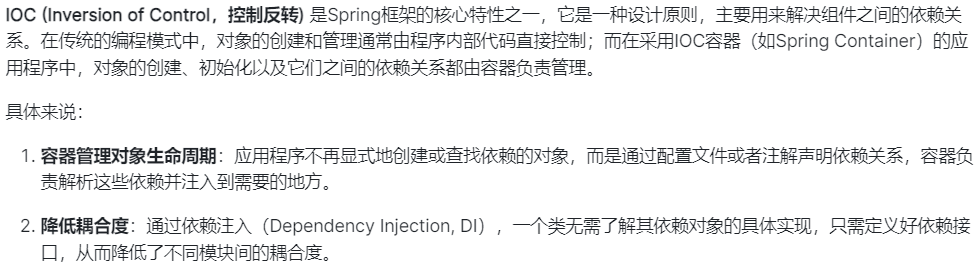 IOC (Inversion of Control，控制反转) 是Spring框架的核心特性之一，它是一种设计原则，主要用来解决组件之间的依赖关
系。在传统的编程模式中，对象的创建和管理通常由程序内部代码直接控制；而在采用IOC容器（如Spring Container）的应
用程序中，对象的创建、初始化以及它们之间的依赖关系都由容器负责管理。
具体来说：
1. 容器管理对象生命周期：应用程序不再显式地创建或查找依赖的对象，而是通过配置文件或者注解声明依赖关系，容器负
责解析这些依赖并注入到需要的地方。
2. 降低耦合度：通过依赖注入（Dependency Injection, DI），一个类无需了解其依赖对象的具体实现，只需定义好依赖接
口，从而降低了不同模块间的耦合度。